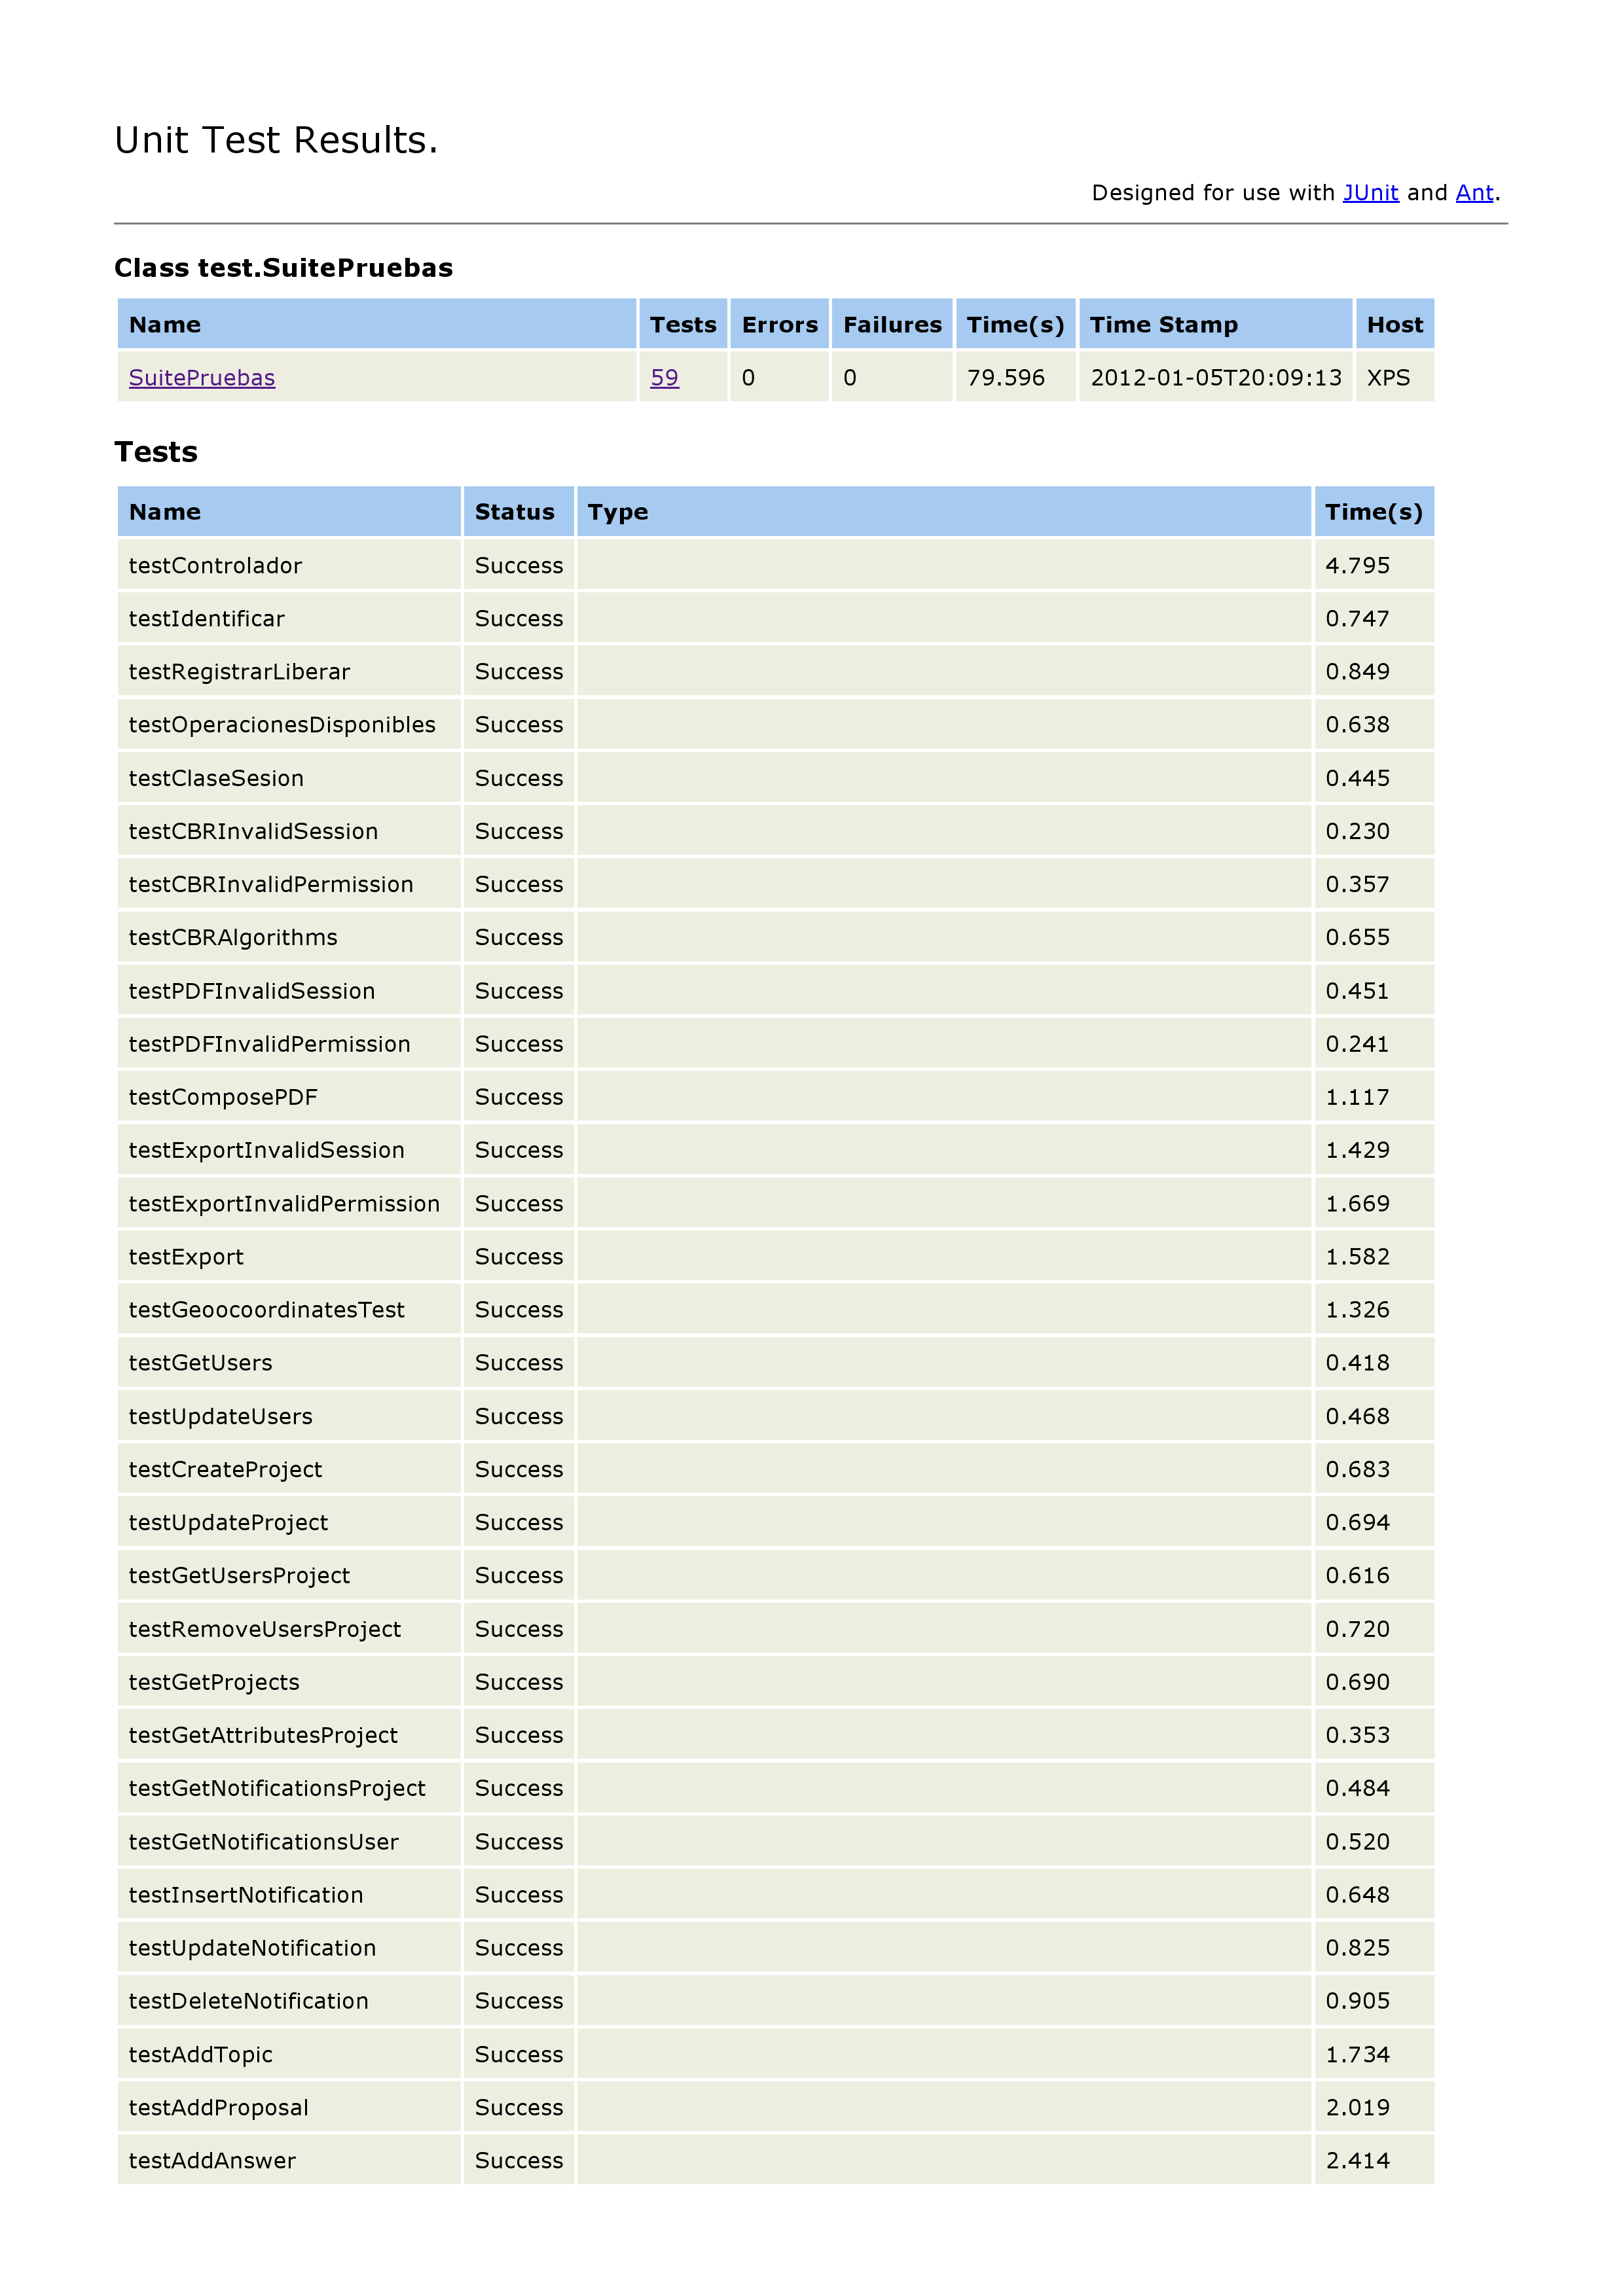 Unit Test Results.
Designed for use with JUnit and Ant.
Class test.SuitePruebas
Name Tests Errors Failures Time(s) Time Stamp Host
SuitePruebas 59 0 0 79.596 2012-01-05T20:09:13 XPS
Tests
Name Status Type Time(s)
testControlador Success 4.795
testIdentificar Success 0.747
testRegistrarLiberar Success 0.849
testOperacionesDisponibles Success 0.638
testClaseSesion Success 0.445
testCBRInvalidSession Success 0.230
testCBRInvalidPermission Success 0.357
testCBRAlgorithms Success 0.655
testPDFInvalidSession Success 0.451
testPDFInvalidPermission Success 0.241
testComposePDF Success 1.117
testExportInvalidSession Success 1.429
testExportInvalidPermission Success 1.669
testExport Success 1.582
testGeoocoordinatesTest Success 1.326
testGetUsers Success 0.418
testUpdateUsers Success 0.468
testCreateProject Success 0.683
testUpdateProject Success 0.694
testGetUsersProject Success 0.616
testRemoveUsersProject Success 0.720
testGetProjects Success 0.690
testGetAttributesProject Success 0.353
testGetNotificationsProject Success 0.484
testGetNotificationsUser Success 0.520
testInsertNotification Success 0.648
testUpdateNotification Success 0.825
testDeleteNotification Success 0.905
testAddTopic Success 1.734
testAddProposal Success 2.019
testAddAnswer Success 2.414